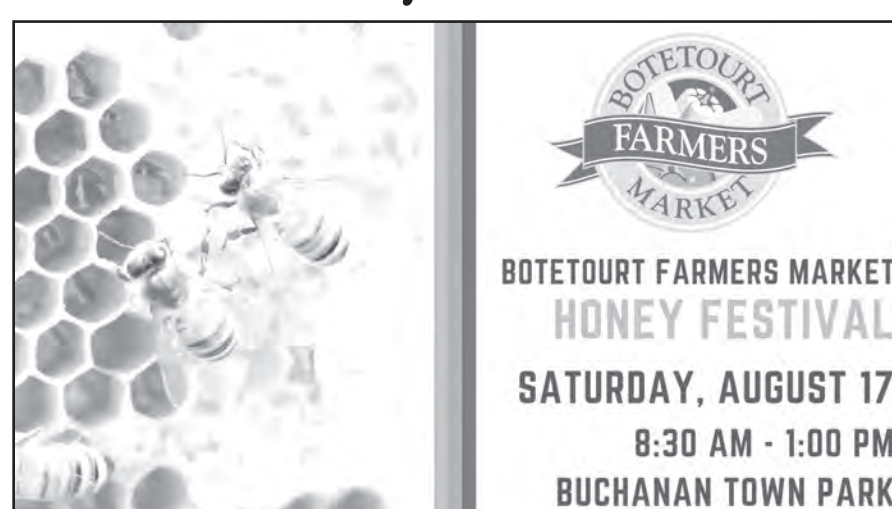 BOTETOURT
FARMERS
MARKET
BOTETOURT FARMERS MARKET
HONEY FESTIVAL
SATURDAY, AUGUST 17
8:30 AM - 1:00 PM
BUCHANAN TOWN PARK